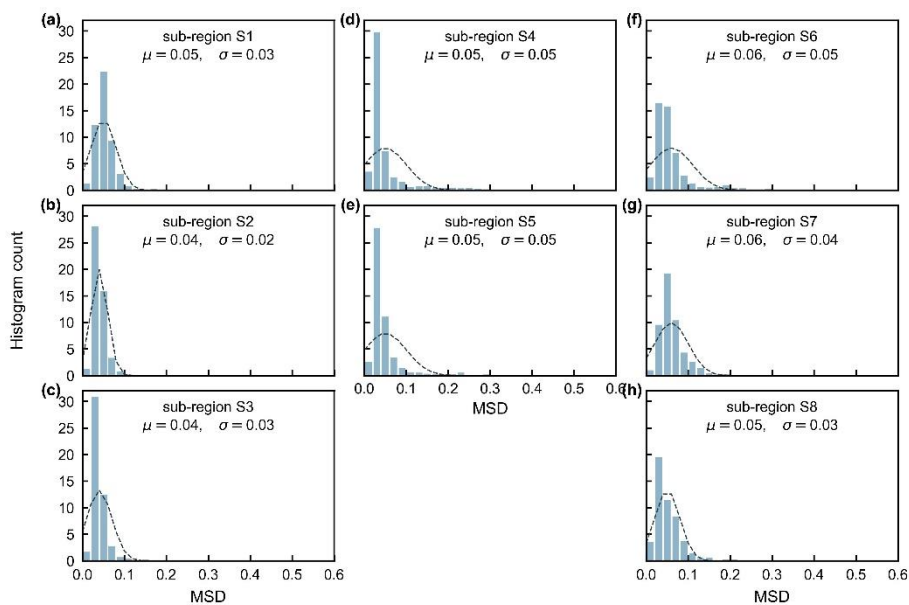 (a)
30
25
20
15
10
5
0
sub-region S1
μ = 0.05, σ = 0.03
(d)
sub-region S4
μ = 0.05, σ = 0.05
(f)
sub-region S6
μ = 0.06, σ = 0.05
(b)
30
25
20
15
10
5
0
sub-region S2
μ = 0.04, σ = 0.02
(e)
sub-region S5
μ = 0.05, σ = 0.05
(g)
sub-region S7
μ = 0.06, σ = 0.04
Histogram count
0.0 0.1 0.2 0.3 0.4 0.5 0.6
MSD
(c)
30
25
20
15
10
5
0
sub-region S3
μ = 0.04, σ = 0.03
(h)
sub-region S8
μ = 0.05, σ = 0.03
0.0 0.1 0.2 0.3 0.4 0.5 0.6
MSD
0.0 0.1 0.2 0.3 0.4 0.5 0.6
MSD